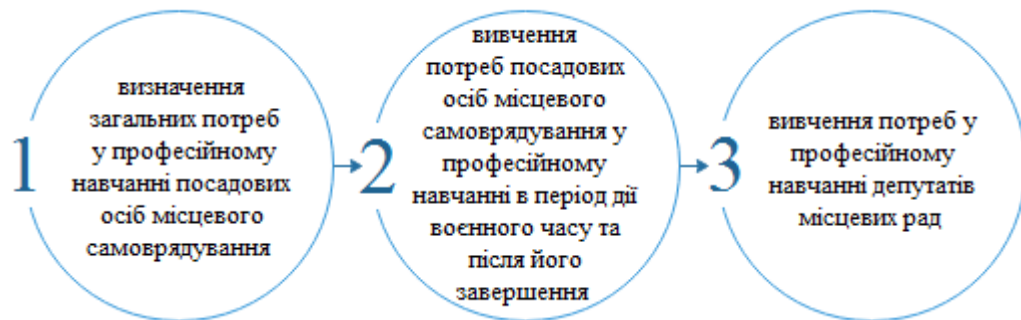 1
визначення
загальних потреб
у професійному
навчанні посадових
осіб місцевого
самоврядування
2
вивчення
потреб посадових
осіб місцевого
самоврядування у
професійному
навчанні в період дії
воєнного часу та
після його
завершення
3
вивчення потреб у
професійному
навчанні депутатів
місцевих рад